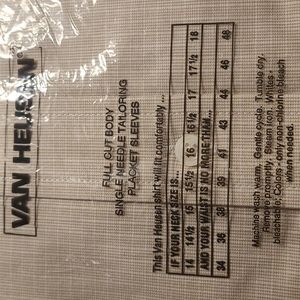 VAN HEUSEN®
FULL CUT BODY
SINGLE NEEDLE TAILORING
PLACKET SLEEVES
This Van Heusen shirt will fit comfortably ...
IF YOUR NECK SIZE IS...
14 14½ 15 15½ 16 16½ 17 17½ 18
AND YOUR WAIST IS NO MORE THAN...
34 36 38 39 41 43 44 46 48
Machine wash warm. Gentle cycle. Tumble dry.
Remove promptly. Steam iron. Whites -
bleachable; Colors - only non-chlorine bleach
when needed.